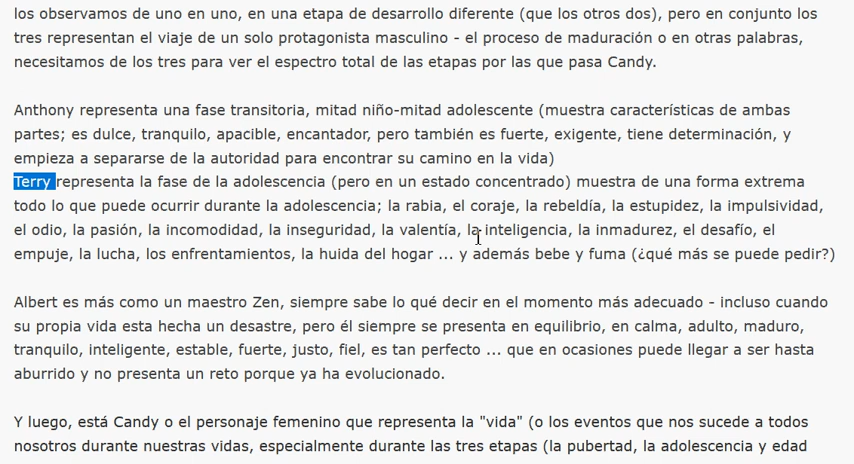 los observamos de uno en uno, en una etapa de desarrollo diferente (que los otros dos), pero en conjunto los
tres representan el viaje de un solo protagonista masculino - el proceso de maduración o en otras palabras,
necesitamos de los tres para ver el espectro total de las etapas por las que pasa Candy.
Anthony representa una fase transitoria, mitad niño-mitad adolescente (muestra características de ambas
partes; es dulce, tranquilo, apacible, encantador, pero también es fuerte, exigente, tiene determinación, y
empieza a separarse de la autoridad para encontrar su camino en la vida)
Terry representa la fase de la adolescencia (pero en un estado concentrado) muestra de una forma extrema
todo lo que puede ocurrir durante la adolescencia; la rabia, el coraje, la rebeldía, la estupidez, la impulsividad,
el odio, la pasión, la incomodidad, la inseguridad, la valentía, la inteligencia, la inmadurez, el desafío, el
empuje, la lucha, los enfrentamientos, la huida del hogar ... y además bebe y fuma (¿qué más se puede pedir?)
Albert es más como un maestro Zen, siempre sabe lo qué decir en el momento más adecuado - incluso cuando
su propia vida esta hecha un desastre, pero él siempre se presenta en equilibrio, en calma, adulto, maduro,
tranquilo, inteligente, estable, fuerte, justo, fiel, es tan perfecto ... que en ocasiones puede llegar a ser hasta
aburrido y no presenta un reto porque ya ha evolucionado.
Y luego, está Candy o el personaje femenino que representa la "vida" (o los eventos que nos sucede a todos
nosotros durante nuestras vidas, especialmente durante las tres etapas (la pubertad, la adolescencia y edad